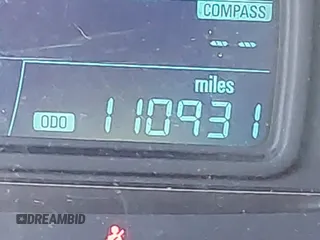 COMPASS
--
miles
ODO 110931
DREAMBID